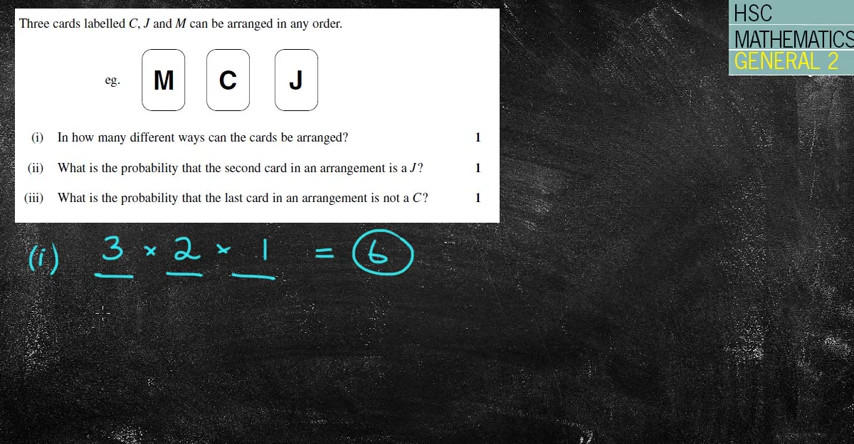 Three cards labelled C, J and M can be arranged in any order.
eg. M C J
(i) In how many different ways can the cards be arranged? 1
(ii) What is the probability that the second card in an arrangement is a J? 1
(iii) What is the probability that the last card in an arrangement is not a C? 1
HSC
MATHEMATICS
GENERAL 2
(i) 3 × 2 × 1 = 6